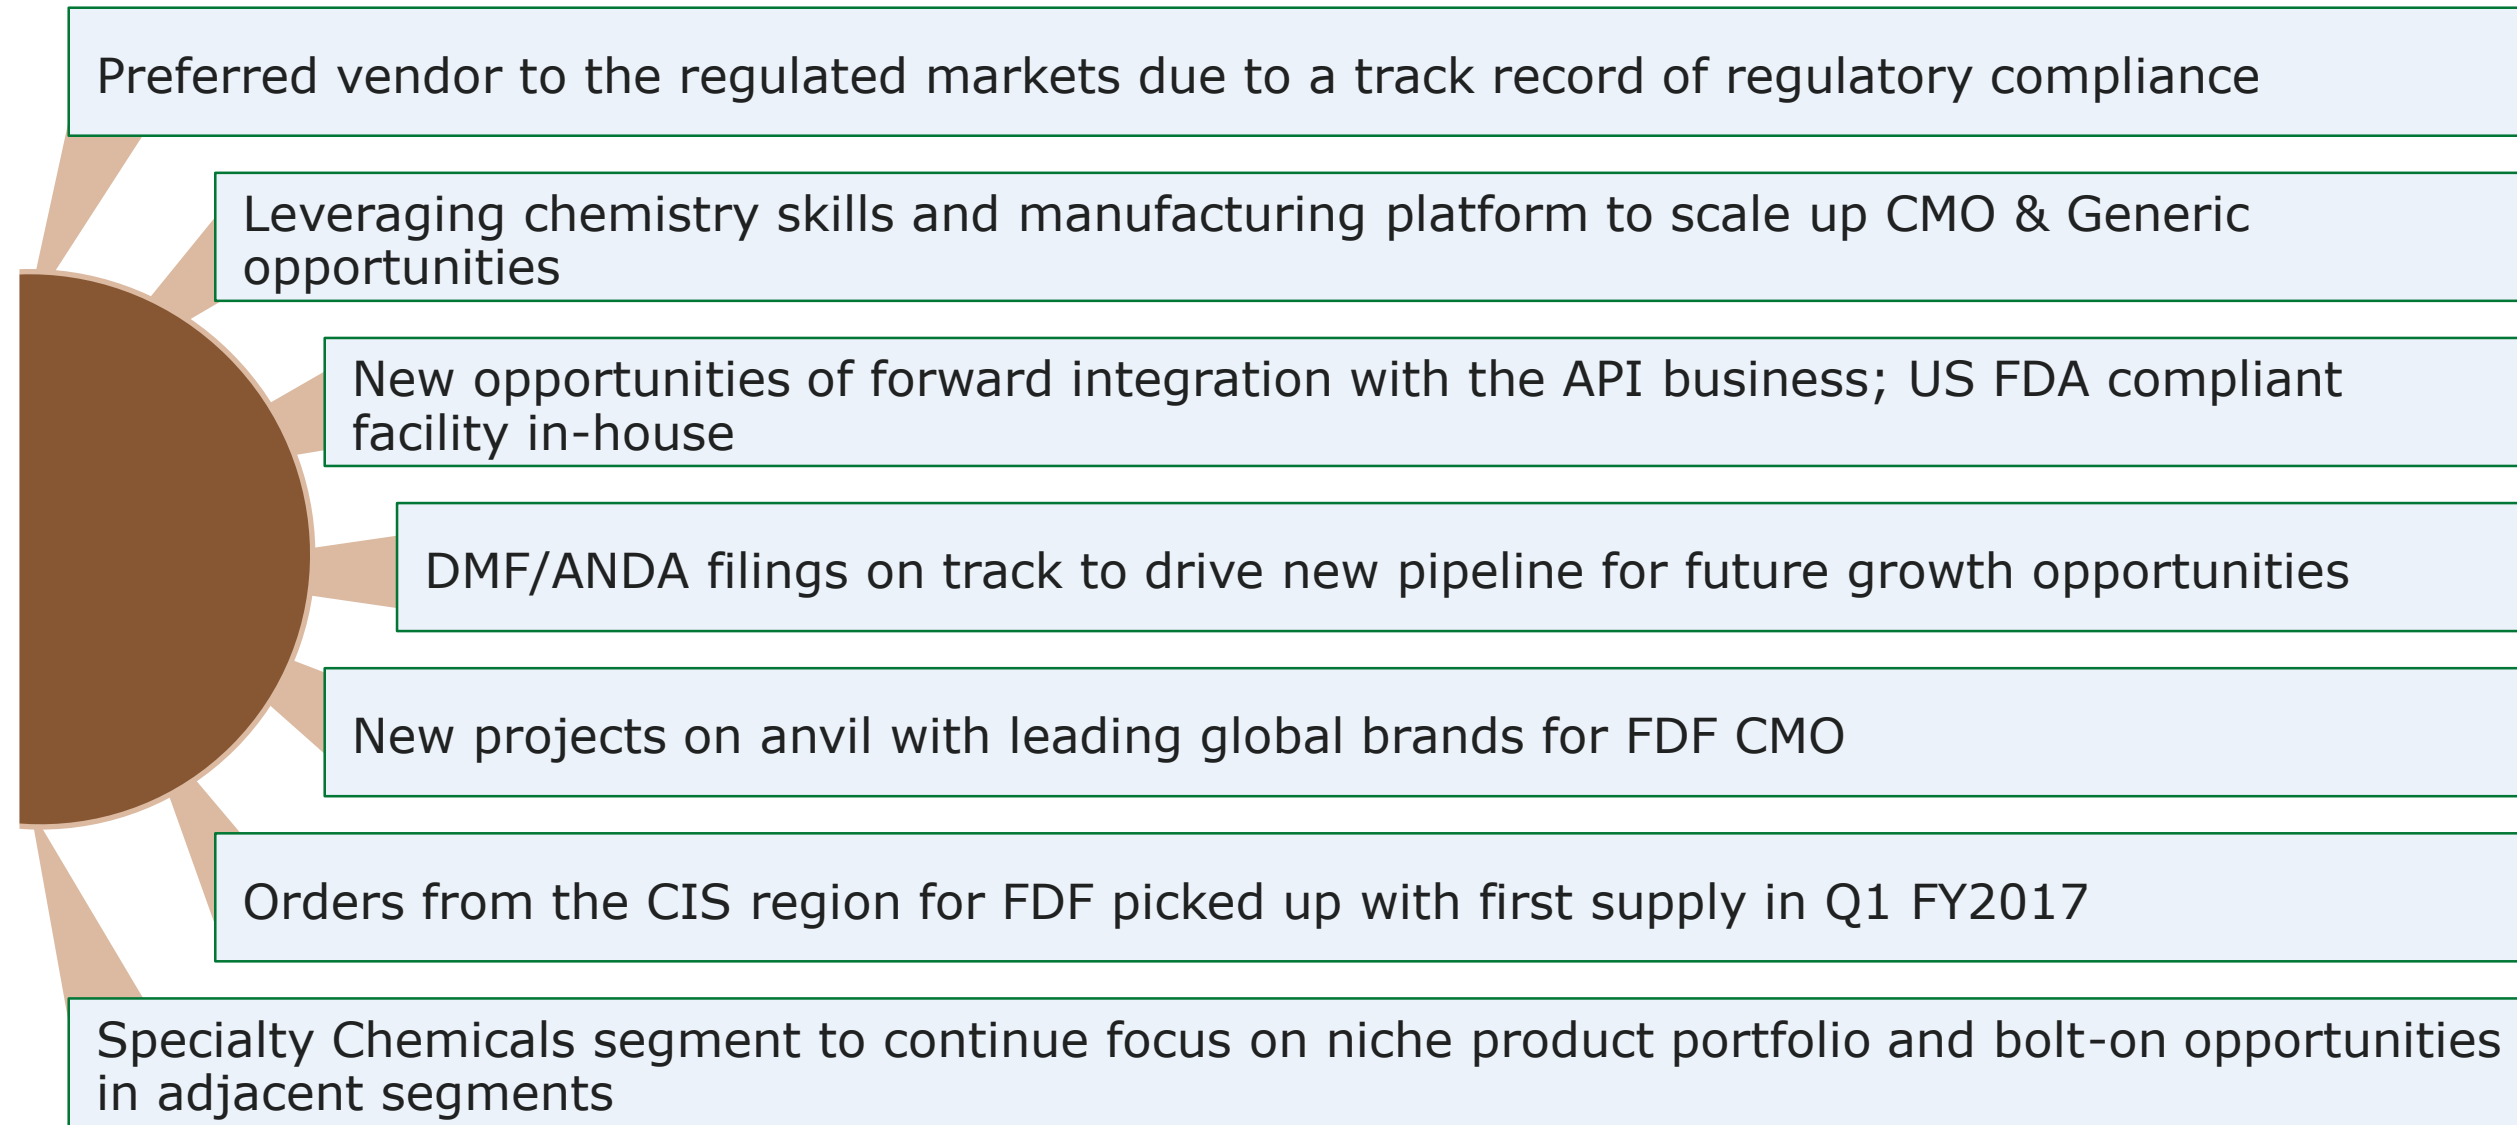 Preferred vendor to the regulated markets due to a track record of regulatory compliance
Leveraging chemistry skills and manufacturing platform to scale up CMO & Generic
opportunities
New opportunities of forward integration with the API business; US FDA compliant
facility in-house
DMF/ANDA filings on track to drive new pipeline for future growth opportunities
New projects on anvil with leading global brands for FDF CMO
Orders from the CIS region for FDF picked up with first supply in Q1 FY2017
Specialty Chemicals segment to continue focus on niche product portfolio and bolt-on opportunities
in adjacent segments